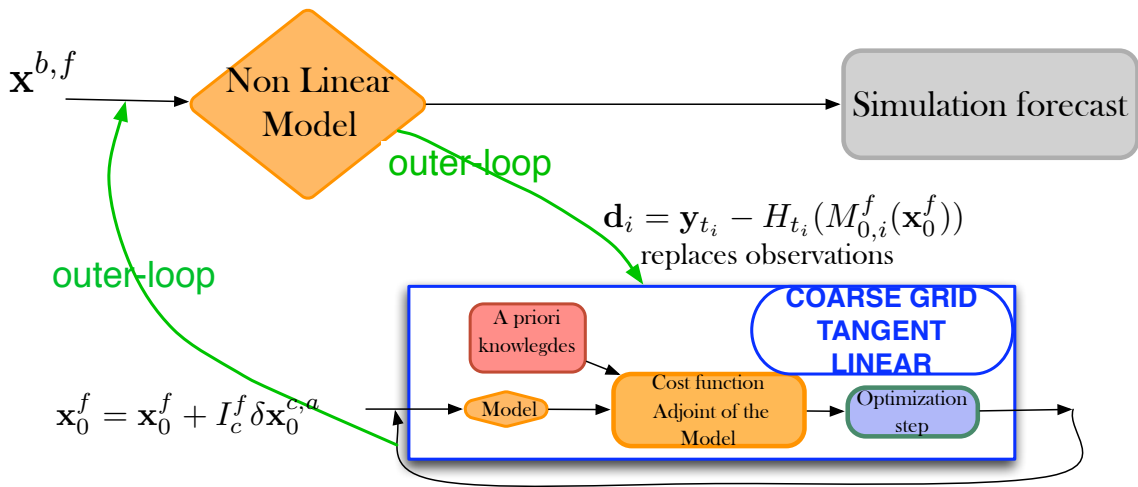 𝐱^{b,f}
Non Linear
Model
Simulation forecast
outer-loop
𝐝_i = 𝐲_{t_i} − H_{t_i}(M^f_{0,i}(𝐱^f_0))
replaces observations
outer-loop
COARSE GRID
TANGENT
LINEAR
A priori
knowlegdes
Cost function
Adjoint of the
Model
Model
Optimization
step
𝐱^f_0 = 𝐱^f_0 + I^f_c δ𝐱^{c,a}_0